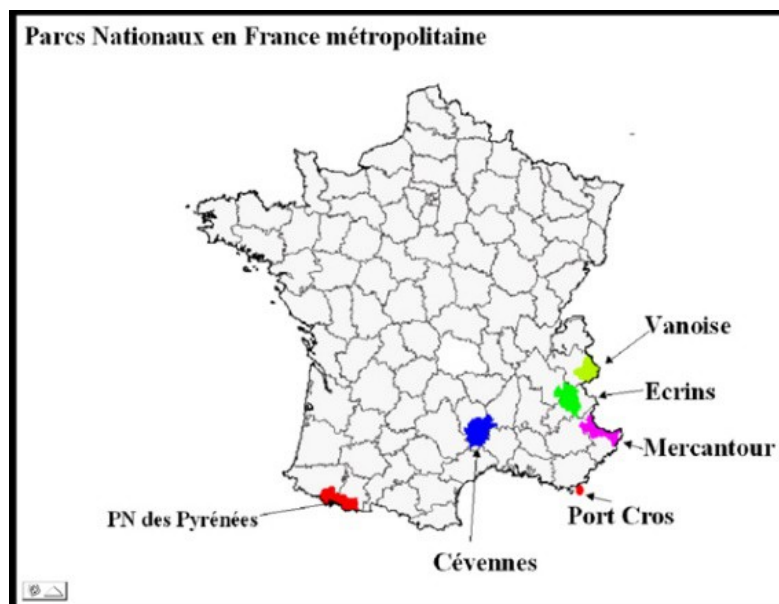 Parcs Nationaux en France métropolitaine
Vanoise
Ecrins
Mercantour
Port Cros
PN des Pyrénées
Cévennes